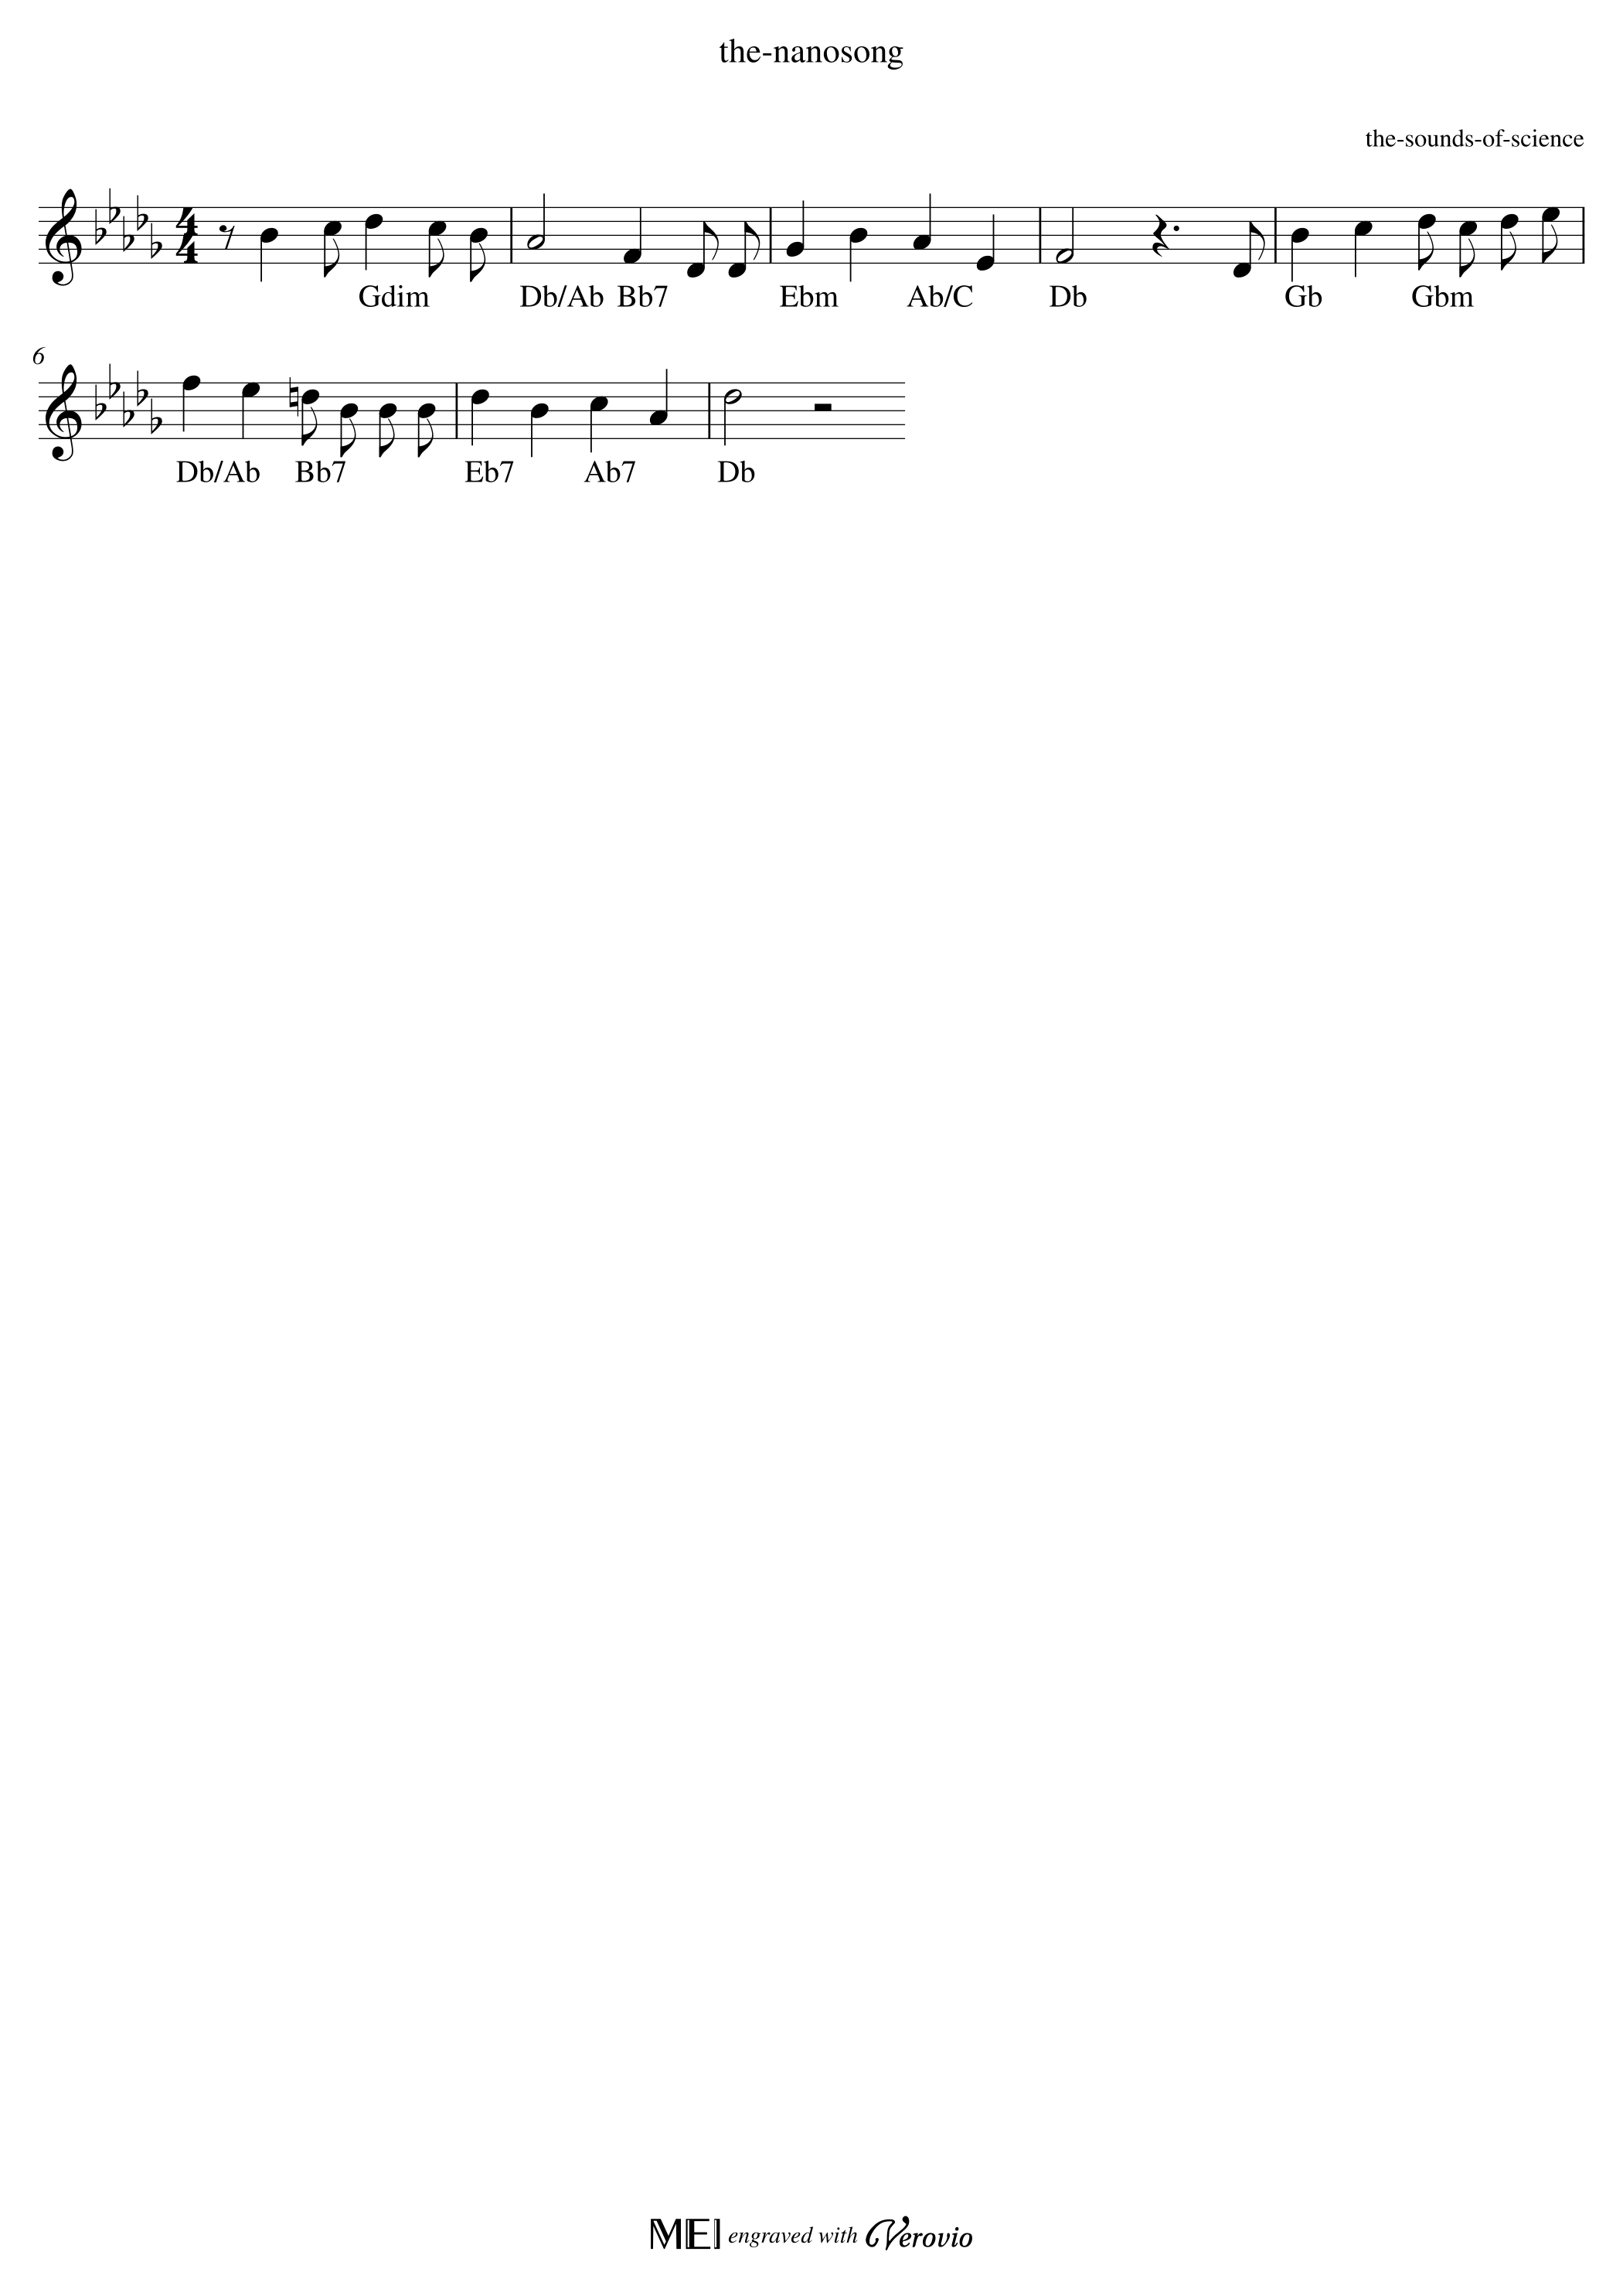 the-nanosong
the-sounds-of-science
4
4
Gdim Db/Ab Bb7 Ebm Ab/C Db Gb Gbm
6
Db/Ab Bb7 Eb7 Ab7 Db
MEI engraved with Verovio